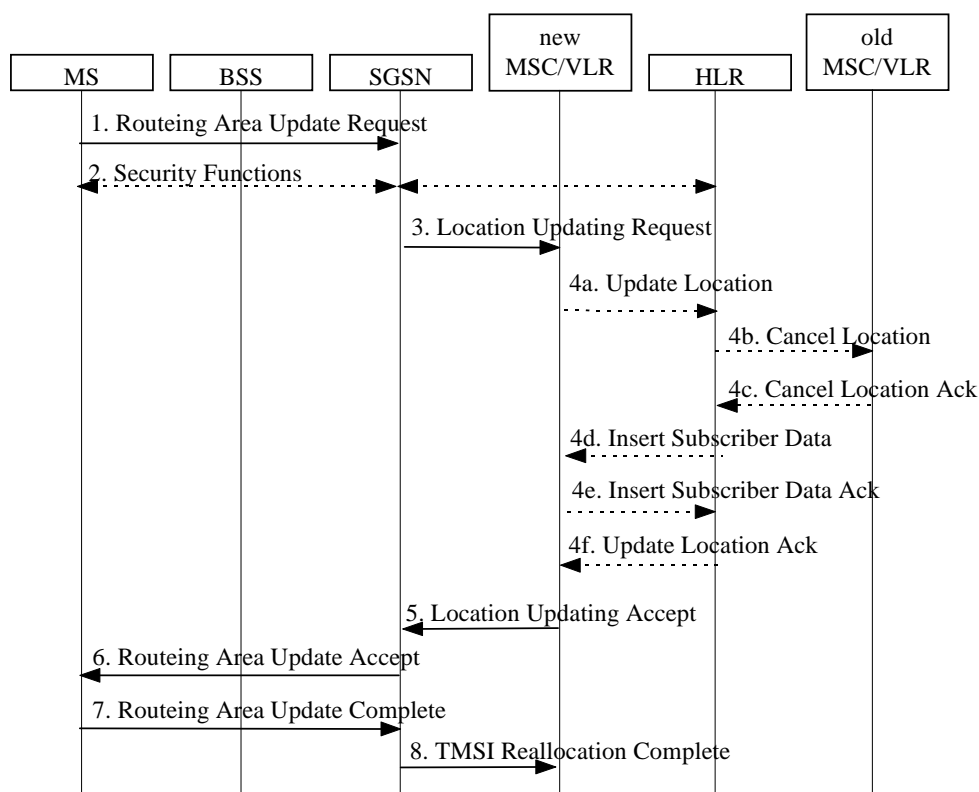 new
MSC/VLR
old
MSC/VLR
MS
BSS
SGSN
HLR
1. Routeing Area Update Request
2. Security Functions
3. Location Updating Request
4a. Update Location
4b. Cancel Location
4c. Cancel Location Ack
4d. Insert Subscriber Data
4e. Insert Subscriber Data Ack
4f. Update Location Ack
5. Location Updating Accept
6. Routeing Area Update Accept
7. Routeing Area Update Complete
8. TMSI Reallocation Complete